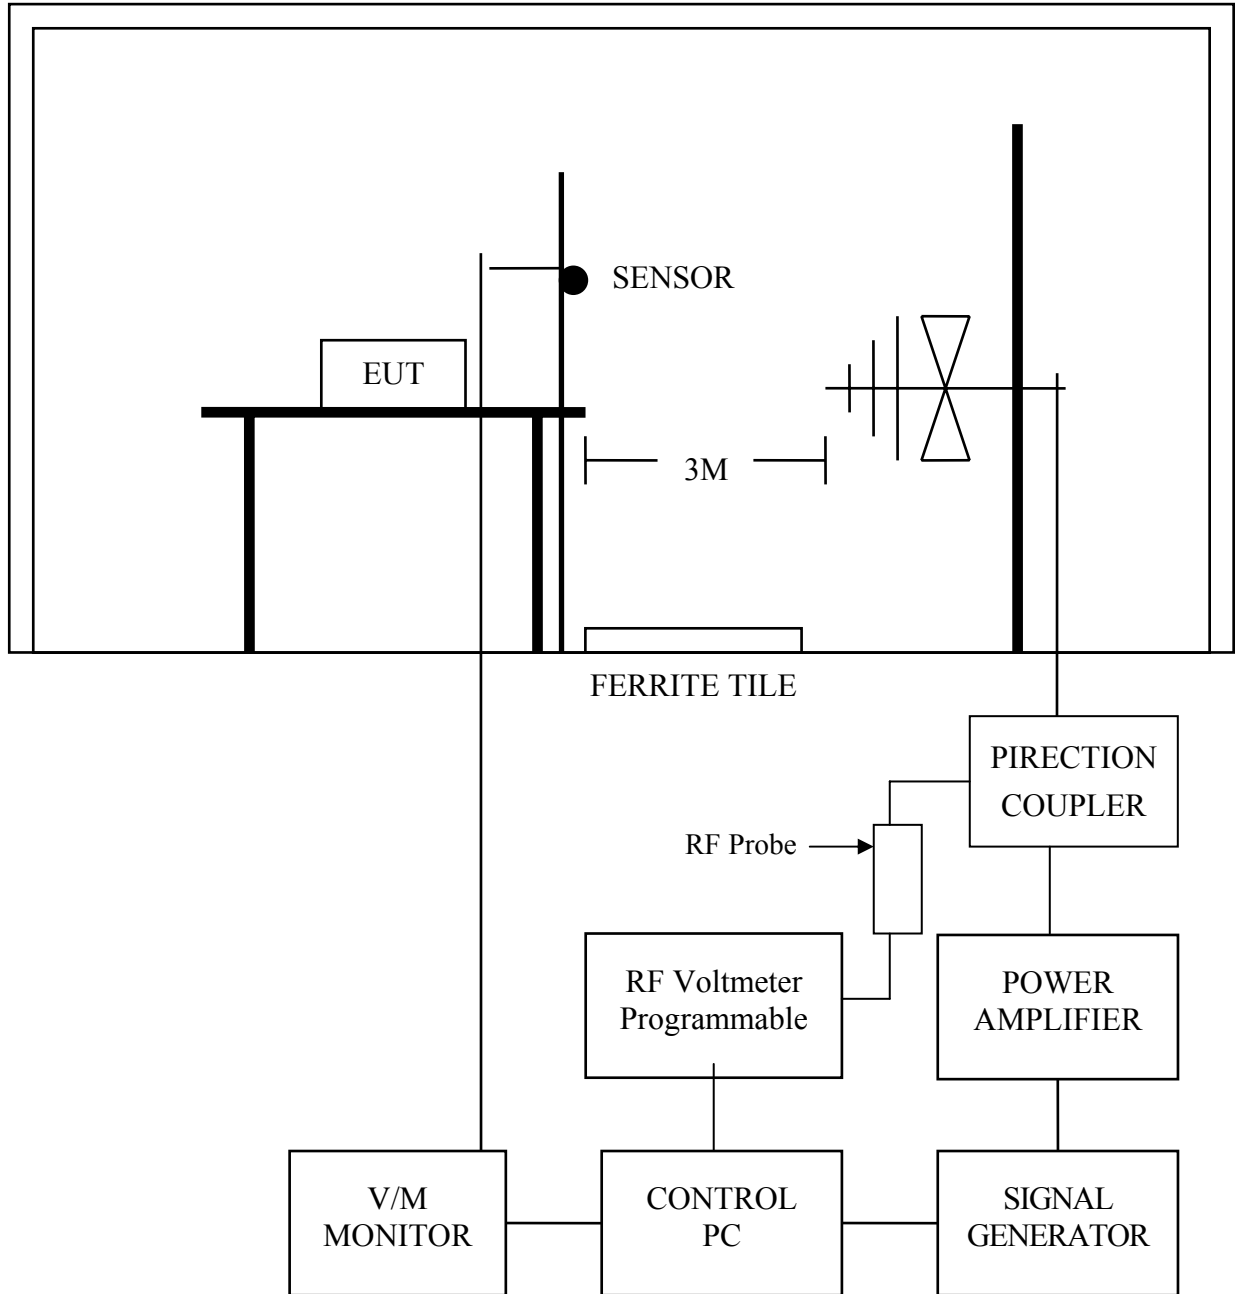 SENSOR
EUT
3M
FERRITE TILE
PIRECTION
COUPLER
RF Probe
RF Voltmeter
Programmable
POWER
AMPLIFIER
V/M
MONITOR
CONTROL
PC
SIGNAL
GENERATOR